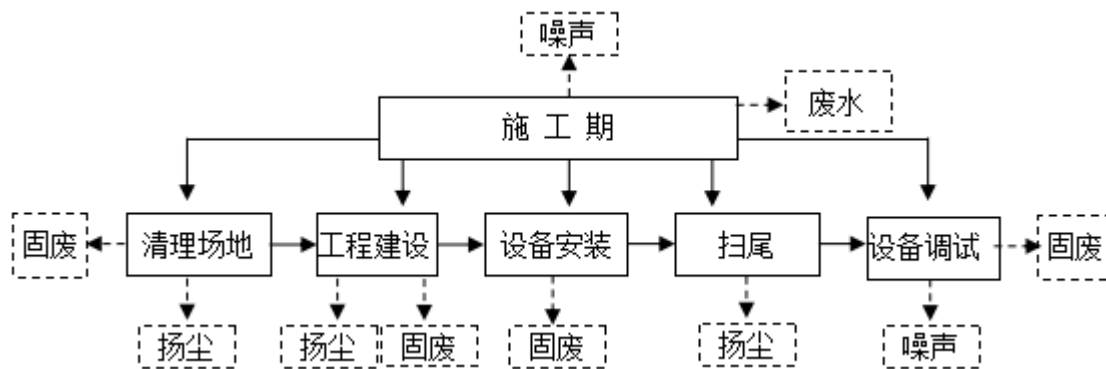 噪声
废水
施 工 期
固废
清理场地
工程建设
设备安装
扫尾
设备调试
固废
扬尘
扬尘
固废
固废
扬尘
噪声